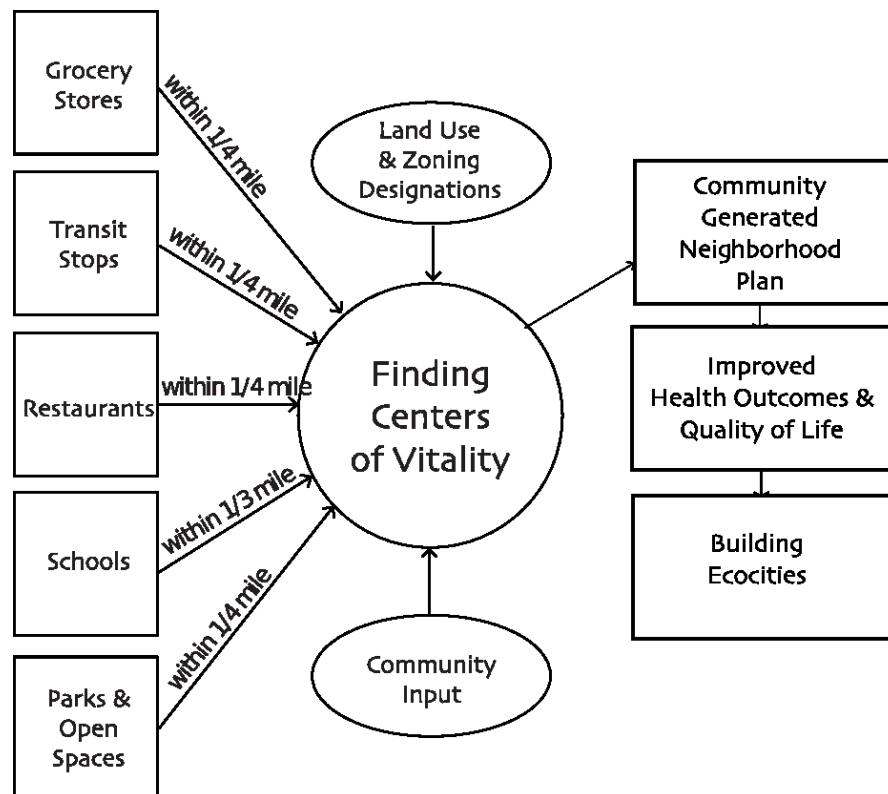 Grocery
Stores
within 1/4 mile
Transit
Stops
within 1/4 mile
Restaurants
within 1/4 mile
Schools
within 1/3 mile
Parks &
Open
Spaces
within 1/4 mile
Land Use
& Zoning
Designations
Finding
Centers
of Vitality
Community
Input
Community
Generated
Neighborhood
Plan
Improved
Health Outcomes &
Quality of Life
Building
Ecocities